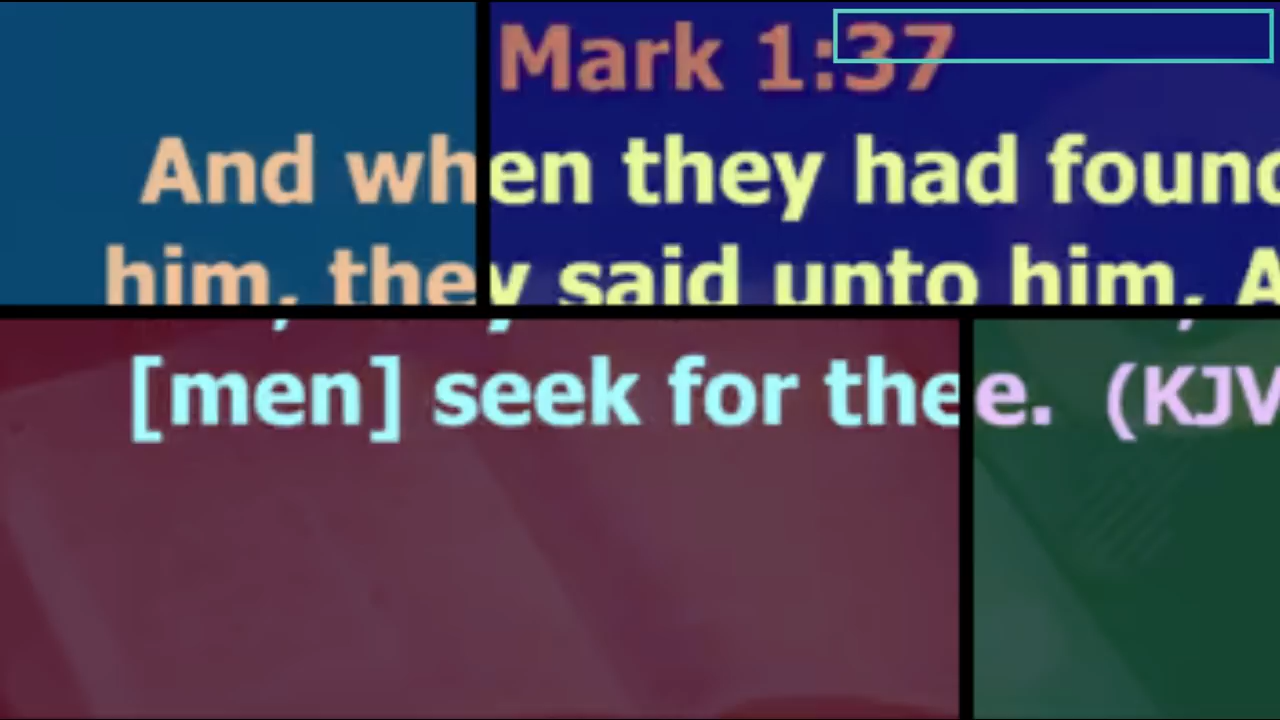 Mark 1:37
And when they had found
him, they said unto him, A
[men] seek for thee. (KJV